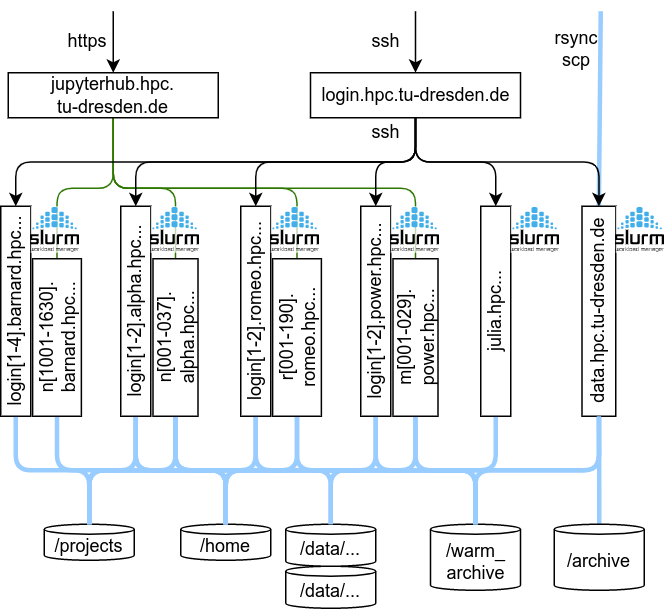 https
ssh
rsync
scp
jupyterhub.hpc.
tu-dresden.de
login.hpc.tu-dresden.de
ssh
slurm
workload manager
slurm
workload manager
slurm
workload manager
slurm
workload manager
slurm
workload manager
slurm
workload manager
login[1-4].barnard.hpc...
n[1001-1630].
barnard.hpc...
login[1-2].alpha.hpc...
n[001-037].
alpha.hpc...
login[1-2].romeo.hpc...
r[001-190].
romeo.hpc...
login[1-2].power.hpc...
m[001-029].
power.hpc...
julia.hpc...
data.hpc.tu-dresden.de
/projects
/home
/data/...
/data/...
/warm_
archive
/archive